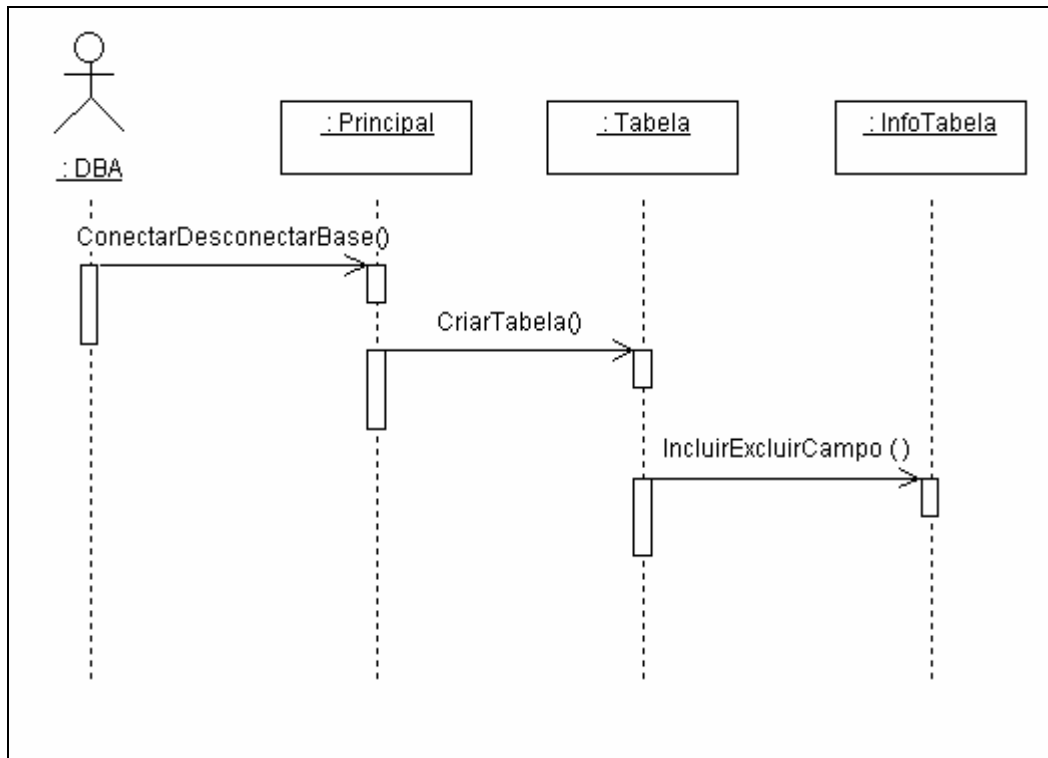 : Principal
: Tabela
: InfoTabela
: DBA
ConectarDesconectarBase()
CriarTabela()
IncluirExcluirCampo ()